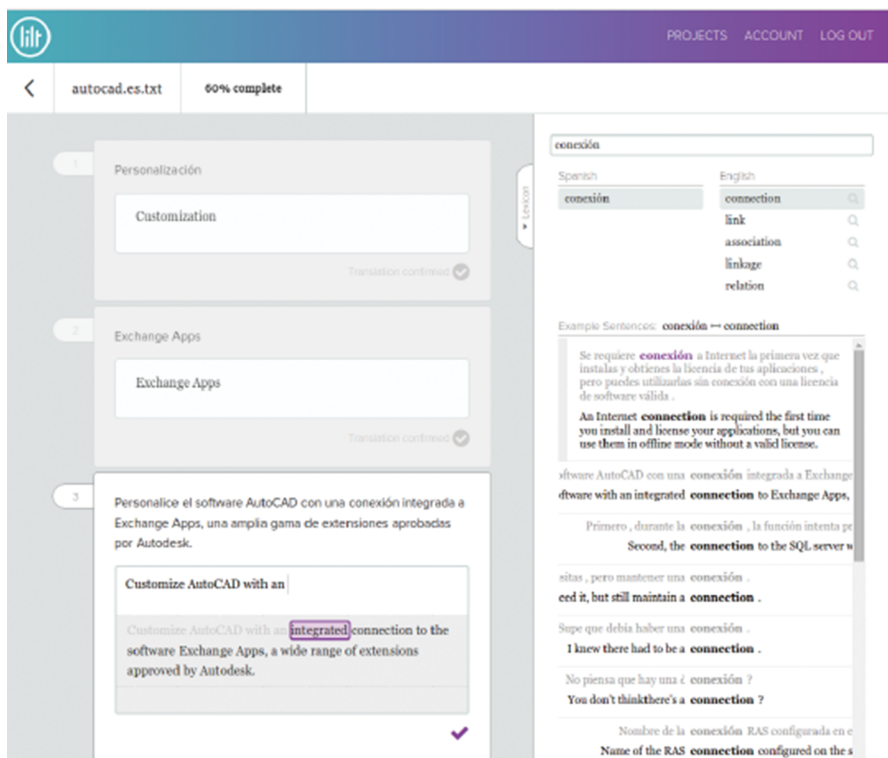 lilt
PROJECTS ACCOUNT LOG OUT
autocad.es.txt 60% complete
1
Personalización
Customization
Translation confirmed
2
Exchange Apps
Exchange Apps
Translation confirmed
3
Personalice el software AutoCAD con una conexión integrada a
Exchange Apps, una amplia gama de extensiones aprobadas
por Autodesk.
Customize AutoCAD with an
Customize AutoCAD with an integrated connection to the
software Exchange Apps, a wide range of extensions
approved by Autodesk.
Lexicon
conexión
Spanish English
conexión connection
link
association
linkage
relation
Example Sentences: conexión ↔ connection
Se requiere conexión a Internet la primera vez que
instalas y obtienes la licencia de tus aplicaciones ,
pero puedes utilizarlas sin conexión con una licencia
de software válida .
An Internet connection is required the first time
you install and license your applications, but you can
use them in offline mode without a valid license.
oftware AutoCAD con una conexión integrada a Exchange
oftware with an integrated connection to Exchange Apps,
Primero , durante la conexión , la función intenta pr
Second, the connection to the SQL server w
sitas , pero mantener una conexión .
eed it, but still maintain a connection .
Supe que debía haber una conexión .
I knew there had to be a connection .
No piensa que hay una ¿ conexión ?
You don't thinkthere's a connection ?
Nombre de la conexión RAS configurada en e
Name of the RAS connection configured on the s